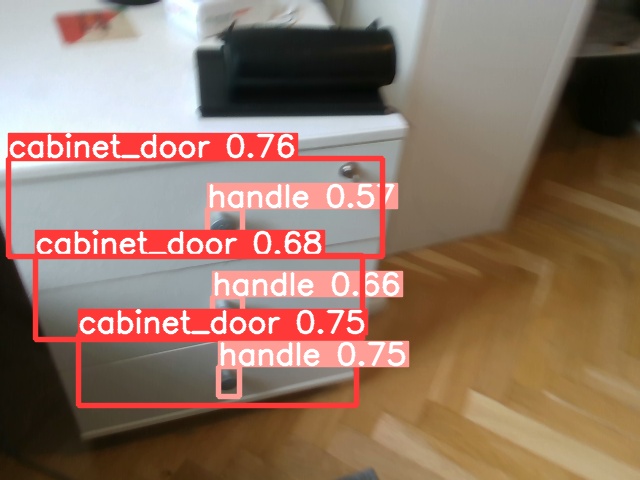 cabinet_door 0.76
handle 0.57
cabinet_door 0.68
handle 0.66
cabinet_door 0.75
handle 0.75